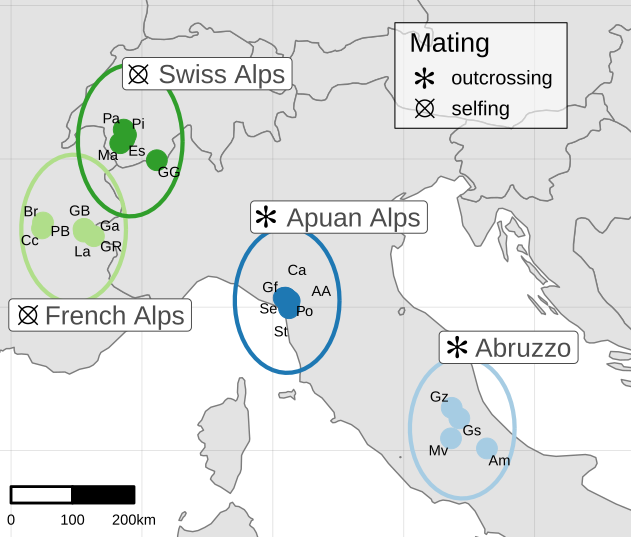 Mating
outcrossing
selfing
Swiss Alps
Pa
Pi
Ma
Es
GG
Br
GB
Cc
PB
Ga
La
GR
French Alps
Apuan Alps
Ca
Gf
AA
Se
Po
St
Abruzzo
Gz
Gs
Mv
Am
0 100 200km